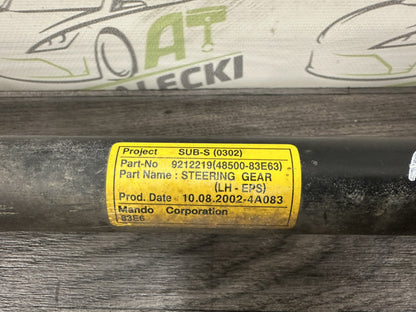 AT
ALECKI
Project SUB-S (0302)
Part-No 9212219(48500-83E63)
Part Name : STEERING GEAR
(LH - EPS)
Prod. Date : 10.08.2002-4A083
Mando Corporation
83E6